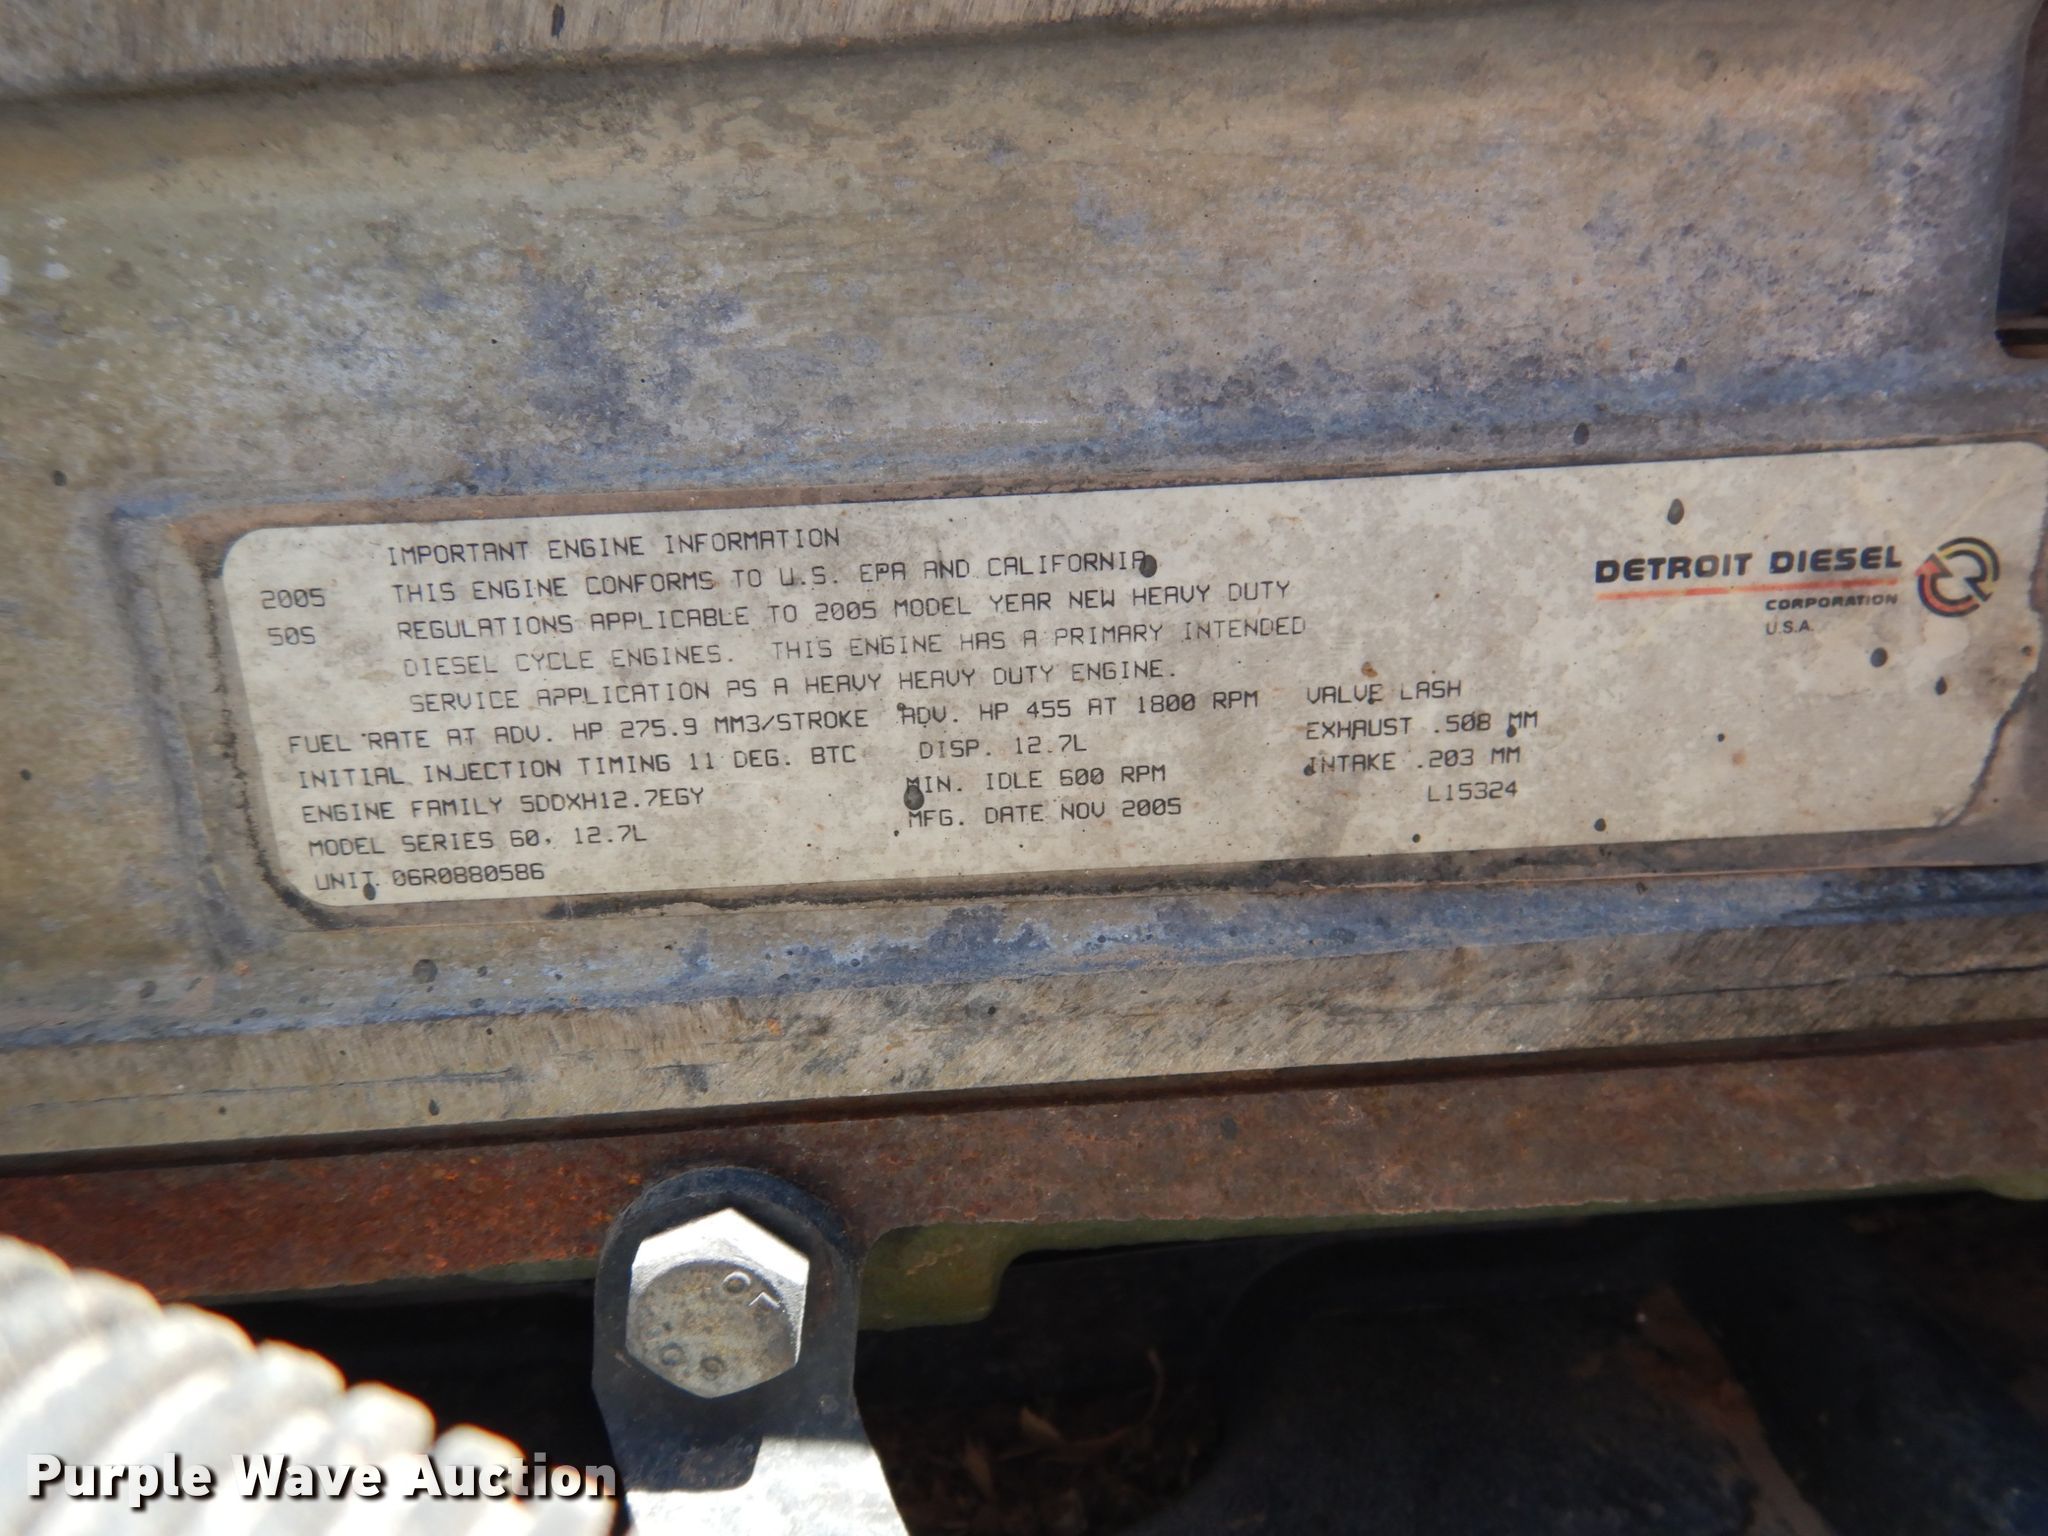 IMPORTANT ENGINE INFORMATION
2005 THIS ENGINE CONFORMS TO U.S. EPA AND CALIFORNIA
50S REGULATIONS APPLICABLE TO 2005 MODEL YEAR NEW HEAVY DUTY
DIESEL CYCLE ENGINES. THIS ENGINE HAS A PRIMARY INTENDED
SERVICE APPLICATION AS A HEAVY HEAVY DUTY ENGINE.
FUEL RATE AT ADV. HP 275.9 MM3/STROKE ADV. HP 455 AT 1800 RPM
INITIAL INJECTION TIMING 11 DEG. BTC DISP. 12.7L
ENGINE FAMILY 5DDXH12.7EGY MIN. IDLE 600 RPM
MODEL SERIES 60, 12.7L MFG. DATE NOV 2005
UNIT 06R0880586
VALVE LASH
EXHAUST .508 MM
INTAKE .203 MM
L15324
DETROIT DIESEL
CORPORATION
U.S.A.
Purple Wave Auction